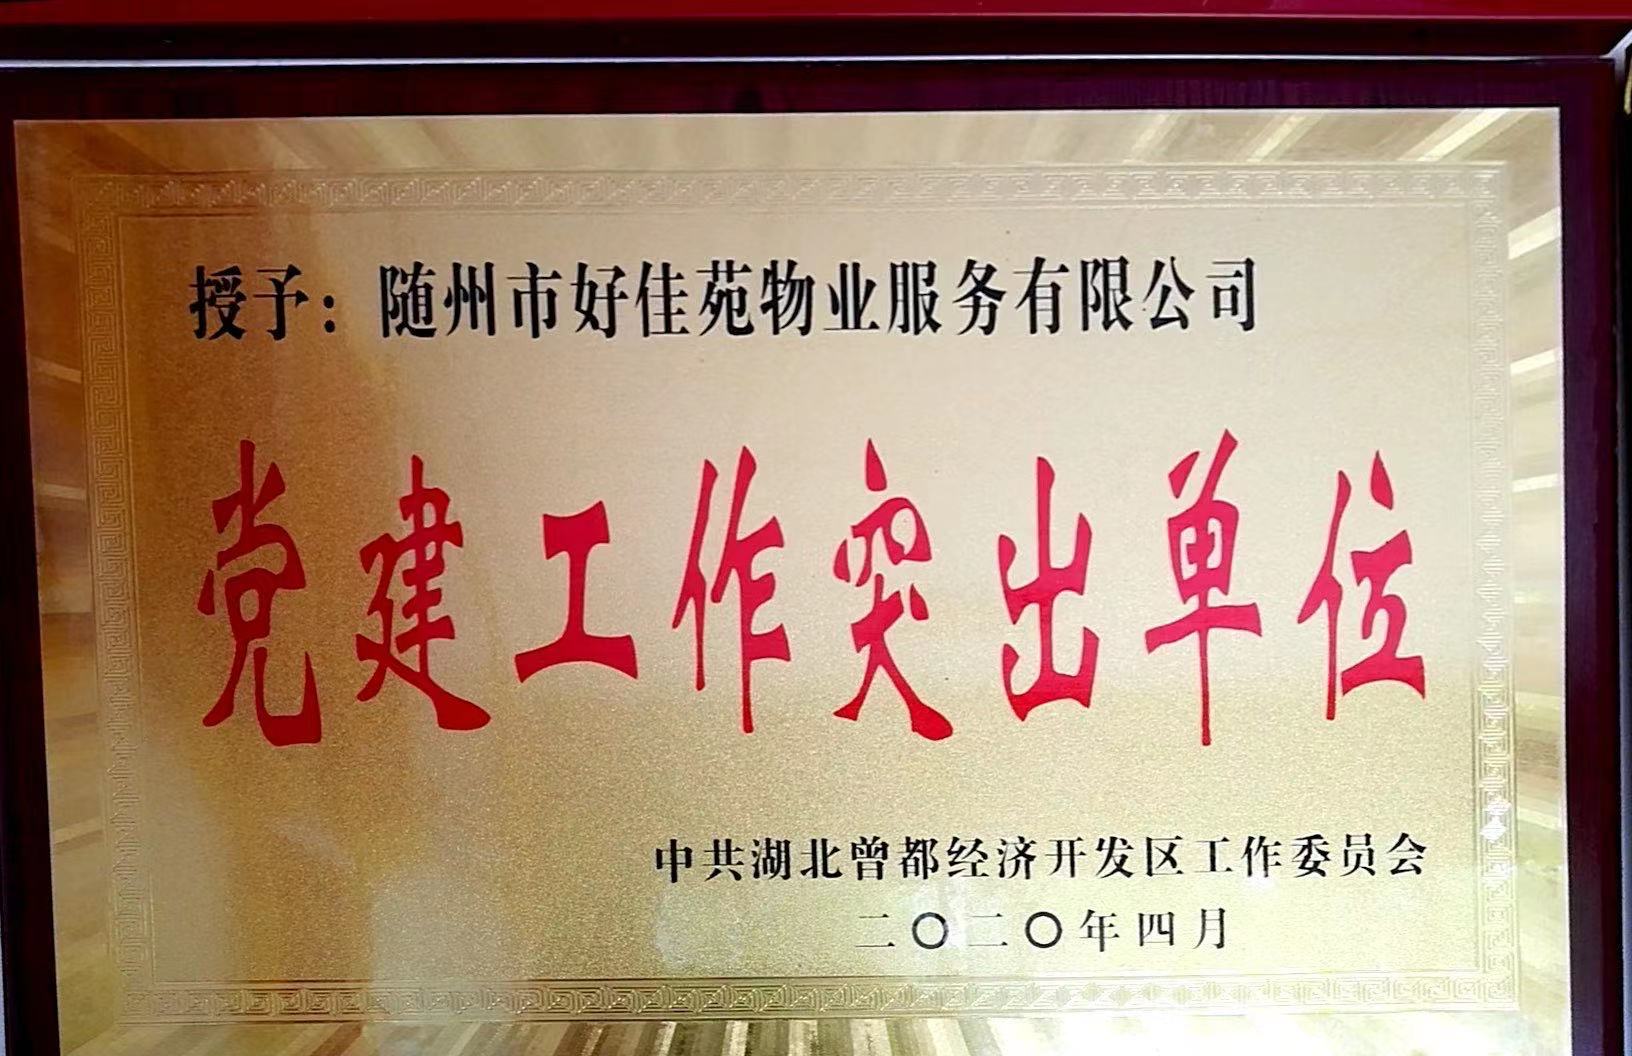 授予：随州市好佳苑物业服务有限公司
党建工作突出单位
中共湖北曾都经济开发区工作委员会
二〇二〇年四月